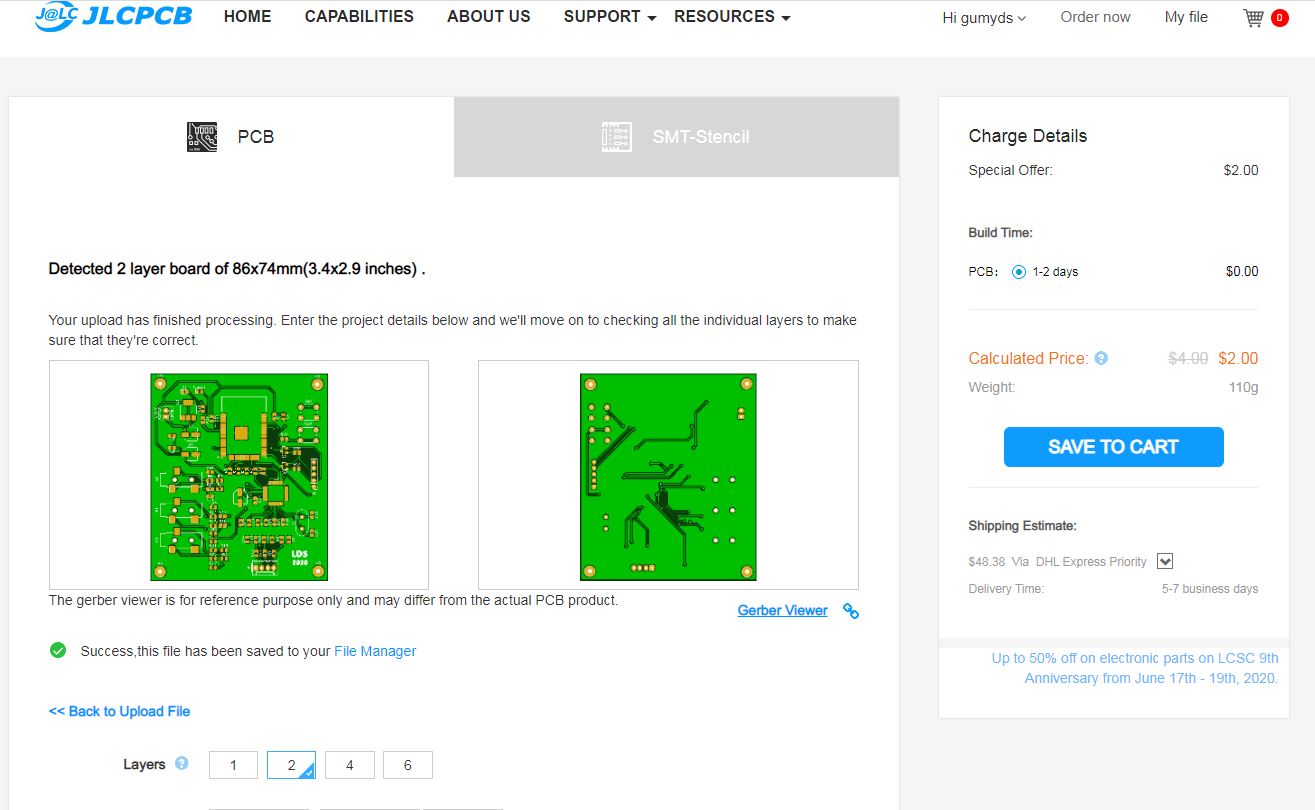 J@LC JLCPCB HOME CAPABILITIES ABOUT US SUPPORT RESOURCES Hi gumyds Order now My file 0
PCB
SMT-Stencil
Detected 2 layer board of 86x74mm(3.4x2.9 inches) .
Your upload has finished processing. Enter the project details below and we'll move on to checking all the individual layers to make
sure that they're correct.
LDS
2020
The gerber viewer is for reference purpose only and may differ from the actual PCB product.
Gerber Viewer
Success,this file has been saved to your File Manager
<< Back to Upload File
Layers ? 1 2 4 6
Charge Details
Special Offer: $2.00
Build Time:
PCB: 1-2 days $0.00
Calculated Price: ? $4.00 $2.00
Weight: 110g
SAVE TO CART
Shipping Estimate:
$48.38 Via DHL Express Priority
Delivery Time: 5-7 business days
Up to 50% off on electronic parts on LCSC 9th
Anniversary from June 17th - 19th, 2020.